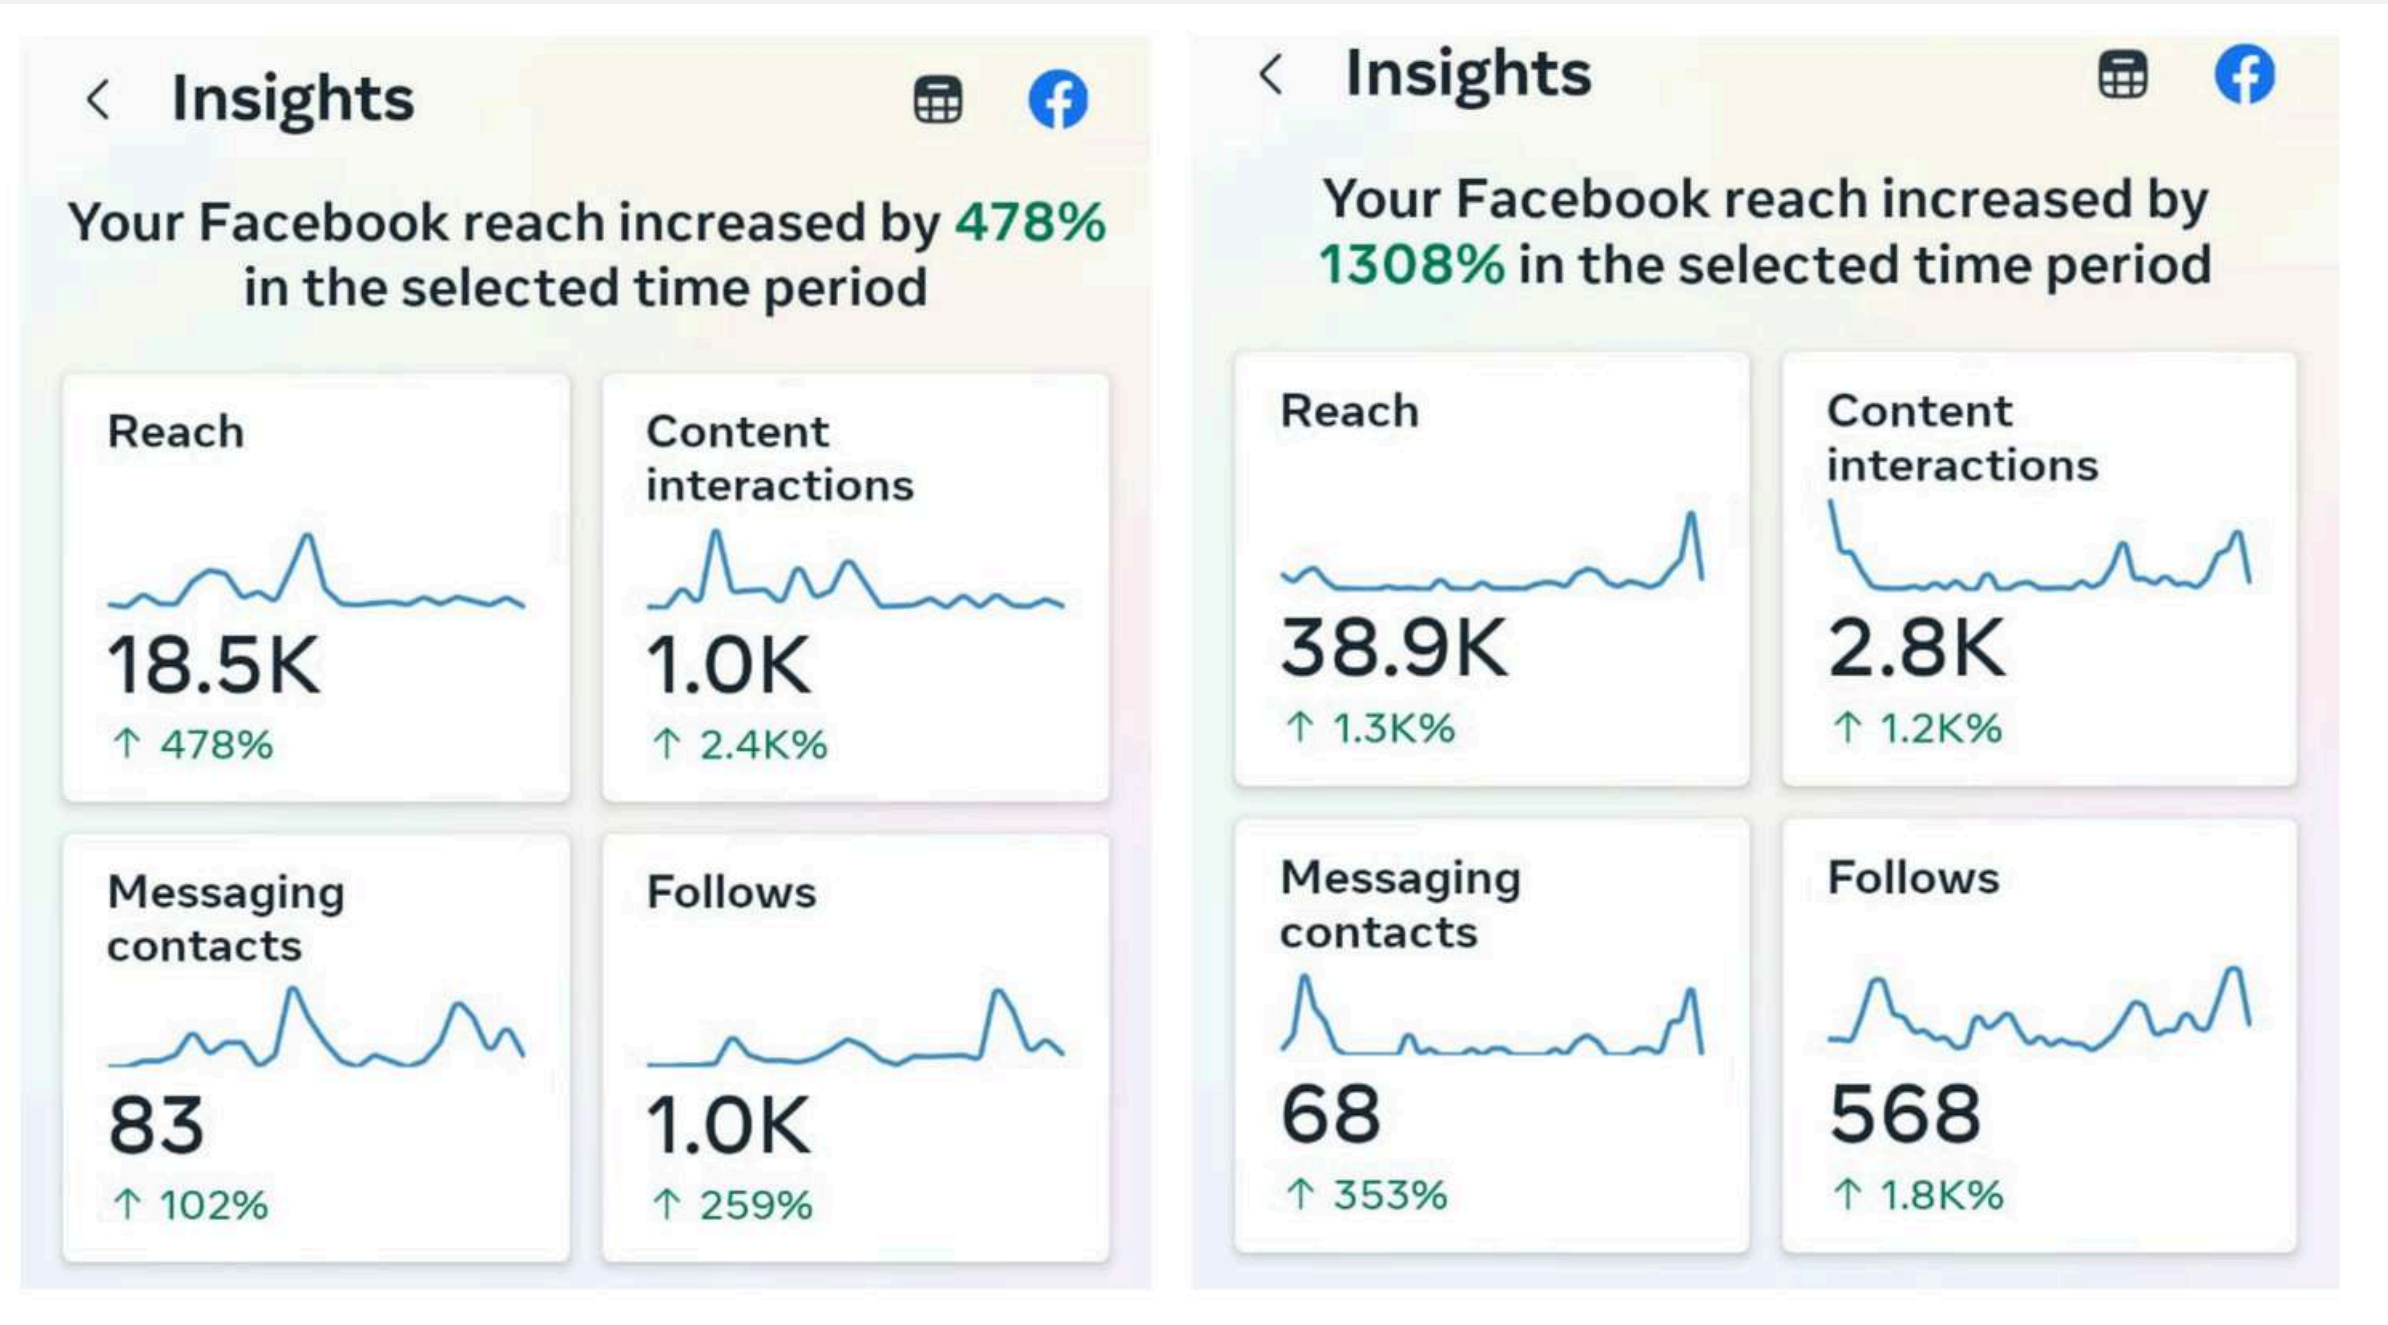 Insights
Your Facebook reach increased by 478%
in the selected time period
Reach
18.5K
↑ 478%
Content
interactions
1.0K
↑ 2.4K%
Messaging
contacts
83
↑ 102%
Follows
1.0K
↑ 259%
Insights
Your Facebook reach increased by
1308% in the selected time period
Reach
38.9K
↑ 1.3K%
Content
interactions
2.8K
↑ 1.2K%
Messaging
contacts
68
↑ 353%
Follows
568
↑ 1.8K%